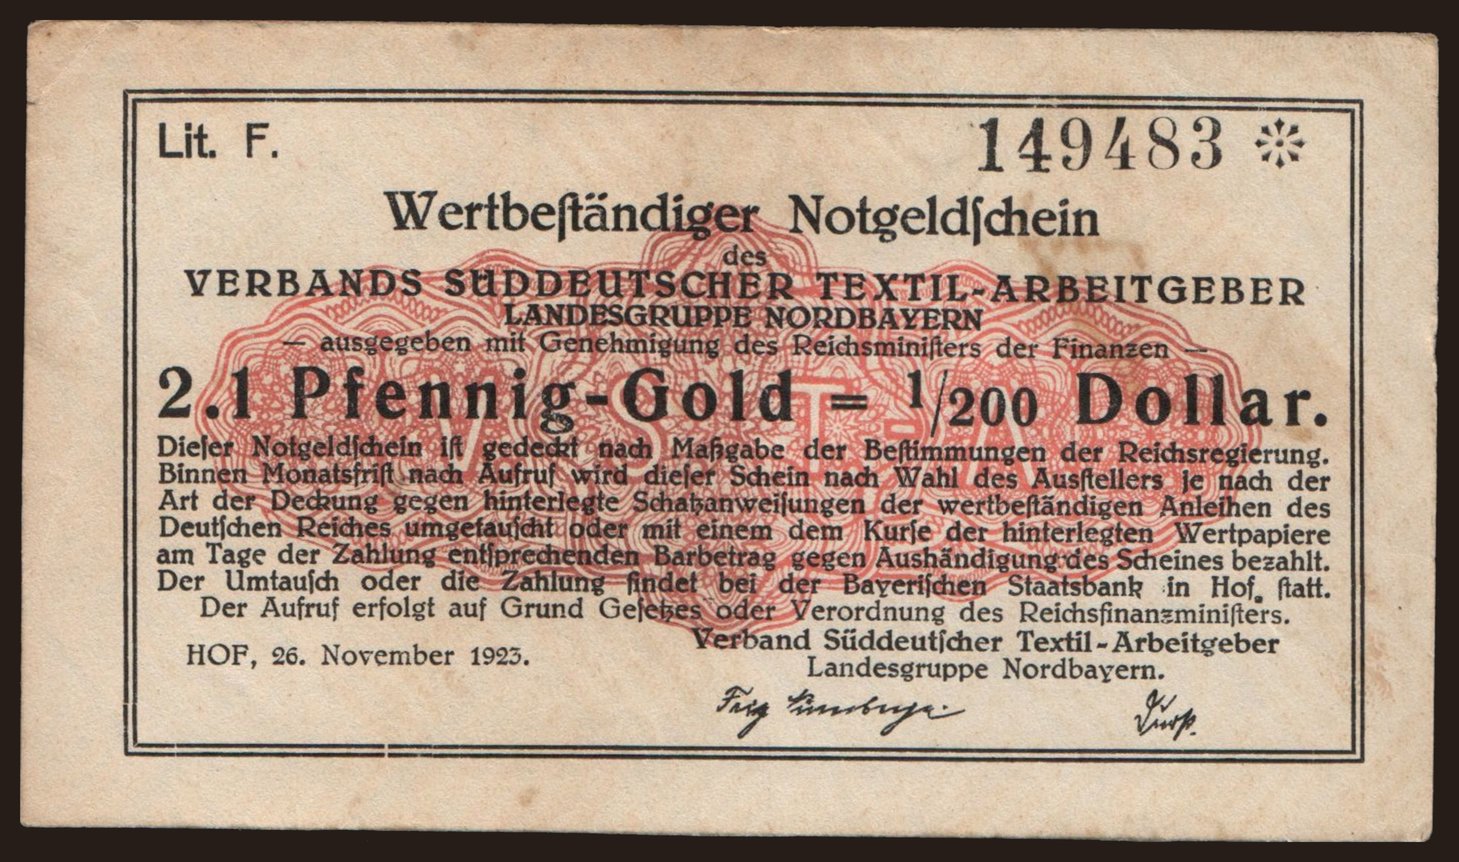 Lit. F.
149483 *
Wertbeſtändiger Notgeldſchein
des
VERBANDS SÜDDEUTSCHER TEXTIL-ARBEITGEBER
LANDESGRUPPE NORDBAYERN
— ausgegeben mit Genehmigung des Reichsminiſters der Finanzen —
2.1 Pfennig-Gold = 1/200 Dollar.
V. S. T.-A.
Dieſer Notgeldſchein iſt gedeckt nach Maßgabe der Beſtimmungen der Reichsregierung.
Binnen Monatsfriſt nach Aufruf wird dieſer Schein nach Wahl des Ausſtellers je nach der
Art der Deckung gegen hinterlegte Schatzanweiſungen der wertbeſtändigen Anleihen des
Deutſchen Reiches umgetauſcht oder mit einem dem Kurſe der hinterlegten Wertpapiere
am Tage der Zahlung entſprechenden Barbetrag gegen Aushändigung des Scheines bezahlt.
Der Umtauſch oder die Zahlung findet bei der Bayeriſchen Staatsbank in Hof. ſtatt.
Der Aufruf erfolgt auf Grund Geſetzes oder Verordnung des Reichsfinanzminiſters.
HOF, 26. November 1923.
Verband Süddeutſcher Textil-Arbeitgeber
Landesgruppe Nordbayern.